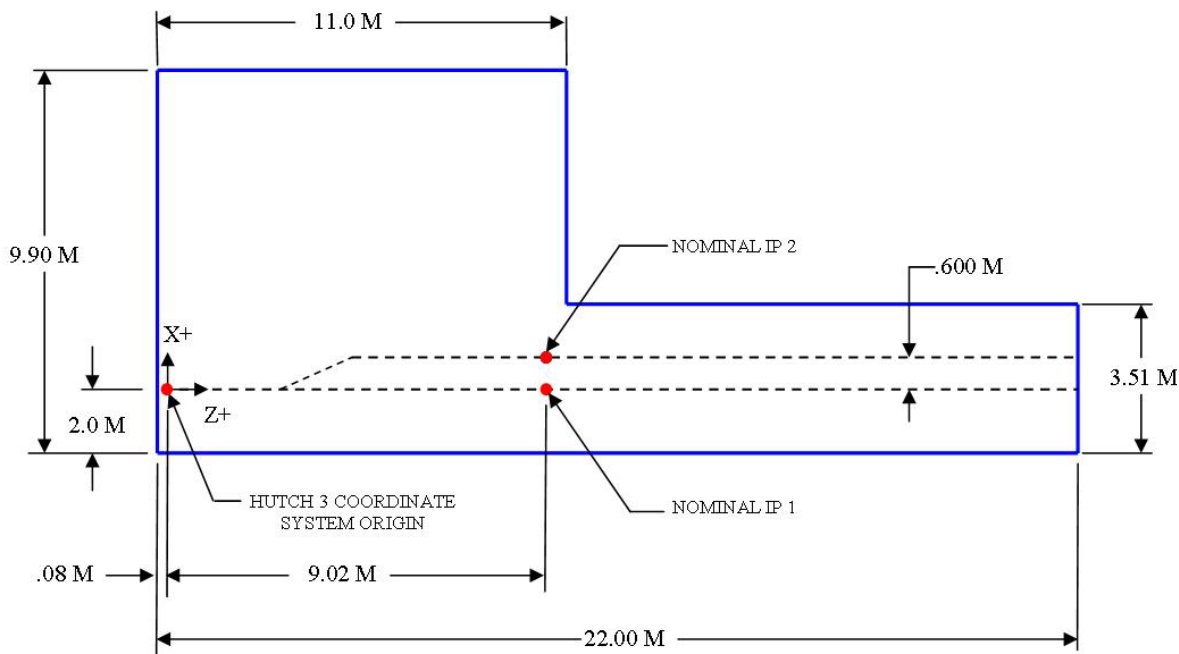 11.0 M
9.90 M
NOMINAL IP 2
.600 M
X+
Z+
3.51 M
2.0 M
HUTCH 3 COORDINATE
SYSTEM ORIGIN
NOMINAL IP 1
.08 M
9.02 M
22.00 M